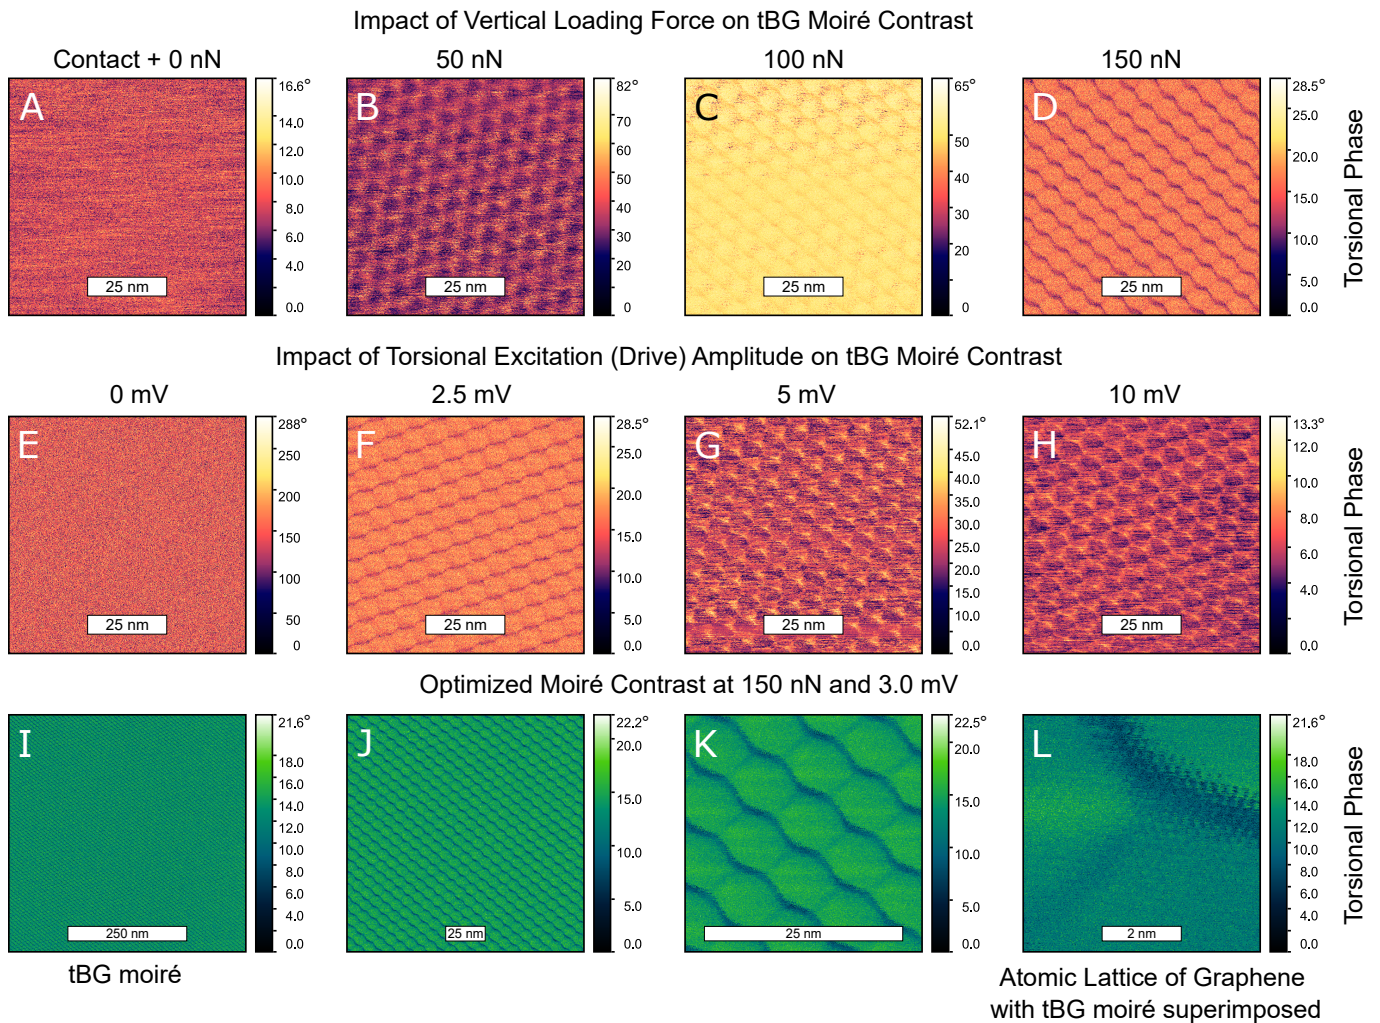 Impact of Vertical Loading Force on tBG Moiré Contrast
Contact + 0 nN
50 nN
100 nN
150 nN
A
25 nm
16.6°
14.0
12.0
10.0
8.0
6.0
4.0
0.0
B
25 nm
82°
70
60
50
40
30
20
0
C
25 nm
65°
50
40
30
20
0
D
25 nm
28.5°
25.0
20.0
15.0
10.0
5.0
0.0
Torsional Phase
Impact of Torsional Excitation (Drive) Amplitude on tBG Moiré Contrast
0 mV
2.5 mV
5 mV
10 mV
E
25 nm
288°
250
200
150
100
50
0
F
25 nm
28.5°
25.0
20.0
15.0
10.0
5.0
0.0
G
25 nm
52.1°
45.0
40.0
35.0
30.0
25.0
20.0
15.0
10.0
0.0
H
25 nm
13.3°
12.0
10.0
8.0
6.0
4.0
0.0
Torsional Phase
Optimized Moiré Contrast at 150 nN and 3.0 mV
I
250 nm
21.6°
18.0
16.0
14.0
12.0
10.0
8.0
6.0
4.0
0.0
J
25 nm
22.2°
20.0
15.0
10.0
5.0
0.0
K
25 nm
22.5°
20.0
15.0
10.0
5.0
0.0
L
2 nm
21.6°
18.0
16.0
14.0
12.0
10.0
8.0
6.0
4.0
0.0
Torsional Phase
tBG moiré
Atomic Lattice of Graphene
with tBG moiré superimposed